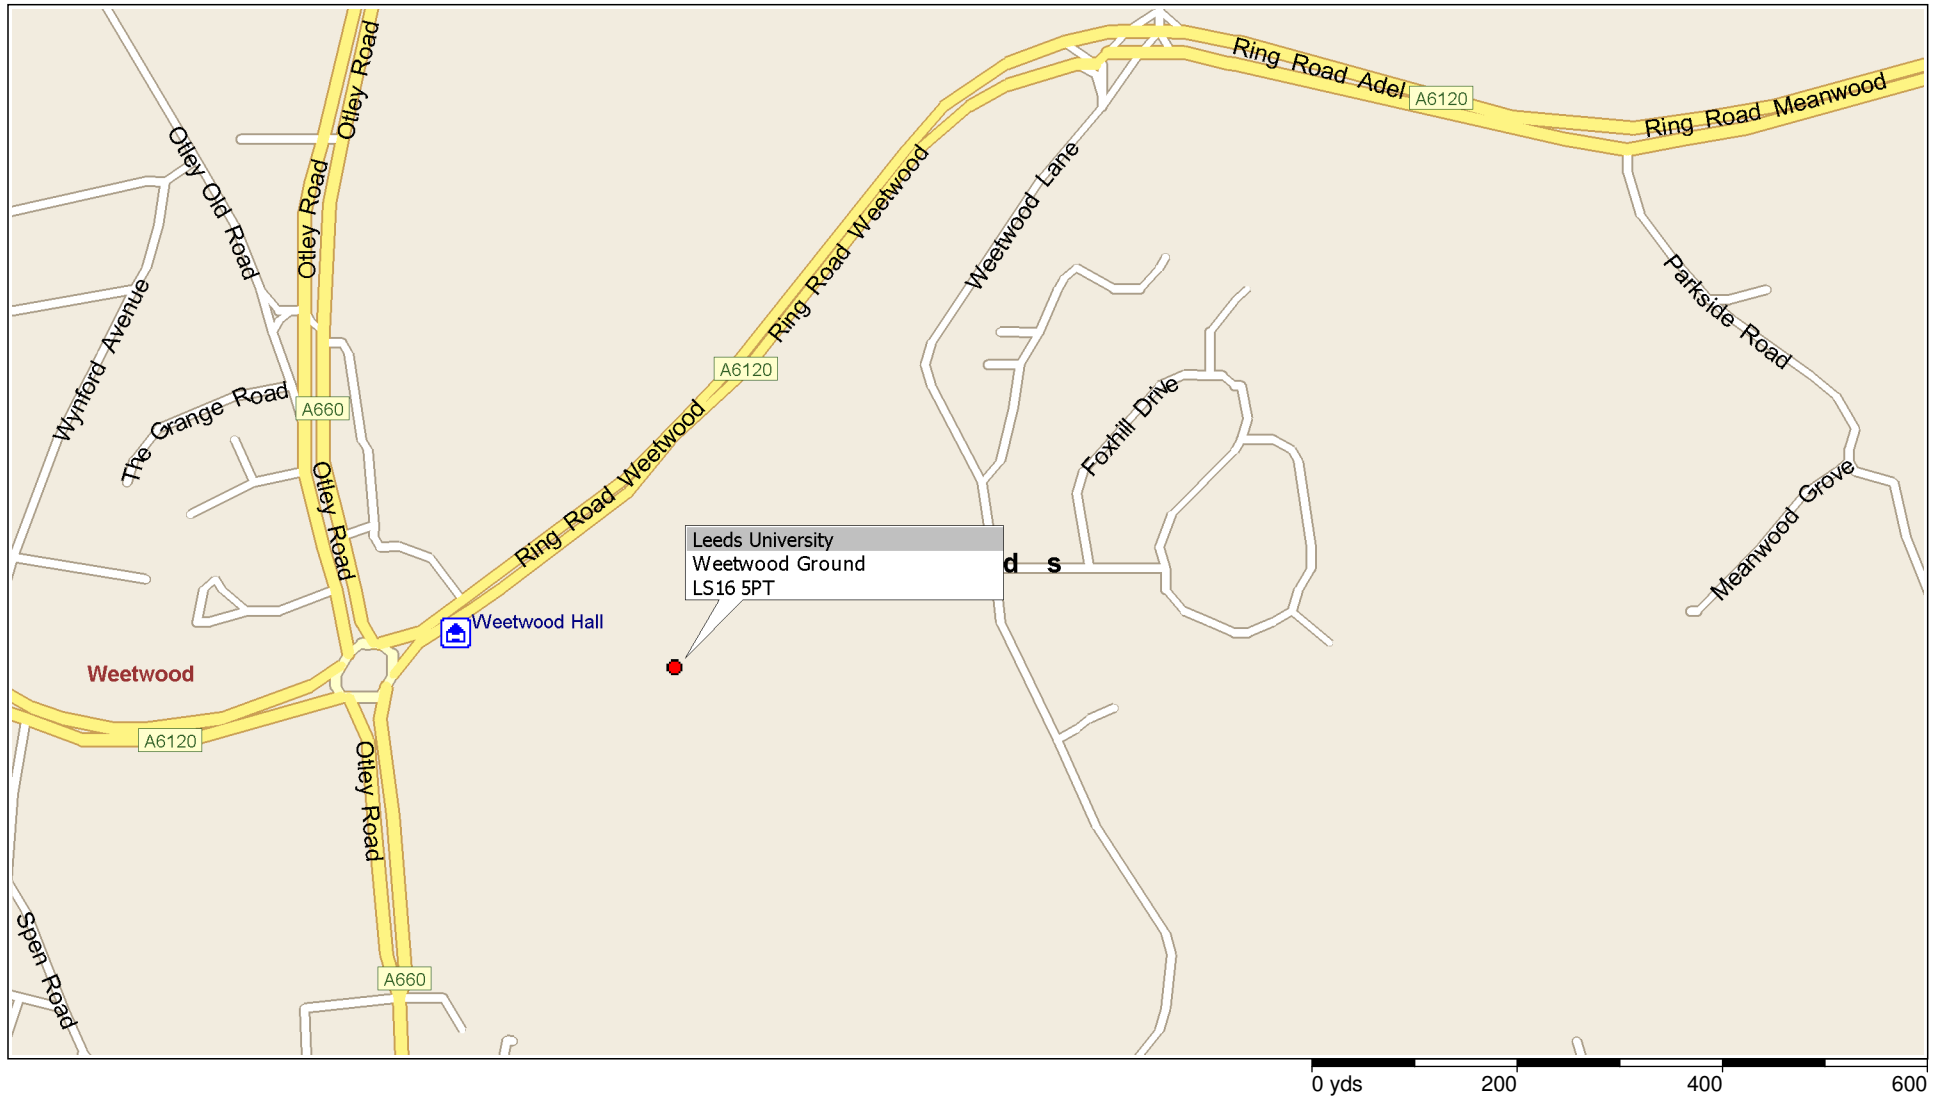 Otley Road
Ring Road Adel
A6120
Ring Road Meanwood
Otley Old Road
Otley Road
Weetwood Lane
Ring Road Weetwood
Wynford Avenue
Parkside Road
A6120
The Grange Road
A660
Foxhill Drive
Ring Road Weetwood
Otley Road
Meanwood Grove
Leeds University
Weetwood Ground
LS16 5PT
d s
Weetwood Hall
Weetwood
A6120
Otley Road
Spen Road
A660
0 yds 200 400 600